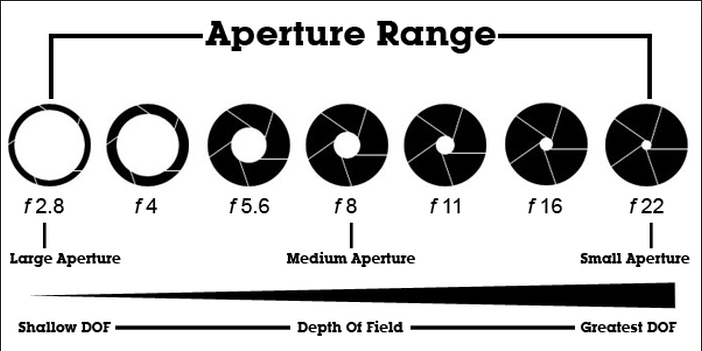 Aperture Range
f 2.8 f 4 f 5.6 f 8 f 11 f 16 f 22
Large Aperture Medium Aperture Small Aperture
Shallow DOF Depth Of Field Greatest DOF